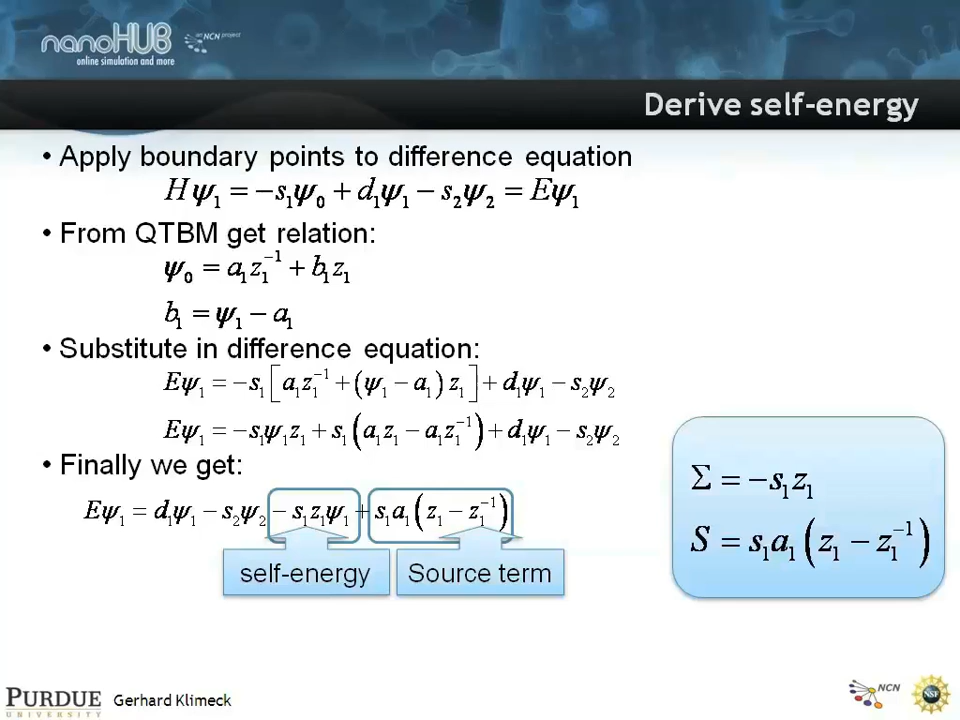 nanoHUB
an NCN project
online simulation and more
Derive self-energy
• Apply boundary points to difference equation
Hψ₁ = −s₁ψ₀ + d₁ψ₁ − s₂ψ₂ = Eψ₁
• From QTBM get relation:
ψ₀ = a₁z₁⁻¹ + b₁z₁
b₁ = ψ₁ − a₁
• Substitute in difference equation:
Eψ₁ = −s₁[a₁z₁⁻¹ + (ψ₁ − a₁)z₁] + d₁ψ₁ − s₂ψ₂
Eψ₁ = −s₁ψ₁z₁ + s₁(a₁z₁ − a₁z₁⁻¹) + d₁ψ₁ − s₂ψ₂
• Finally we get:
Eψ₁ = d₁ψ₁ − s₂ψ₂ − s₁z₁ψ₁ + s₁a₁(z₁ − z₁⁻¹)
self-energy
Source term
Σ = −s₁z₁
S = s₁a₁(z₁ − z₁⁻¹)
PURDUE
UNIVERSITY
Gerhard Klimeck
NCN
NSF